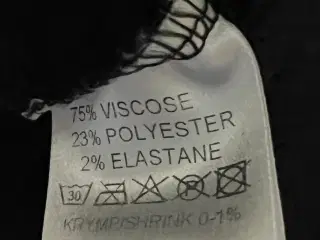 75% VISCOSE
23% POLYESTER
2% ELASTANE
30
KRYMP/SHRINK 0-1%